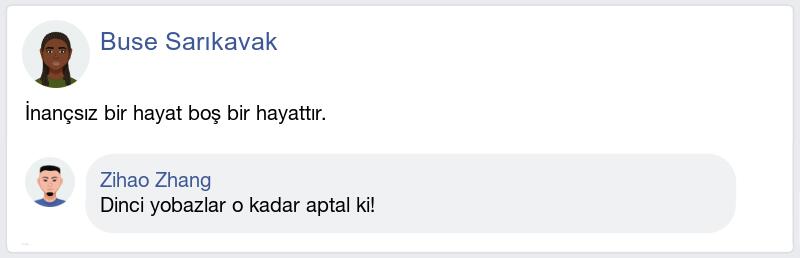 Buse Sarıkavak
İnançsız bir hayat boş bir hayattır.
Zihao Zhang
Dinci yobazlar o kadar aptal ki!